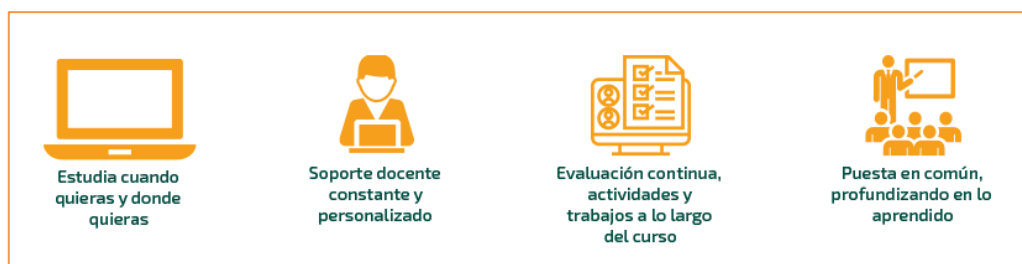 Estudia cuando
quieras y donde
quieras
Soporte docente
constante y
personalizado
Evaluación continua,
actividades y
trabajos a lo largo
del curso
Puesta en común,
profundizando en lo
aprendido